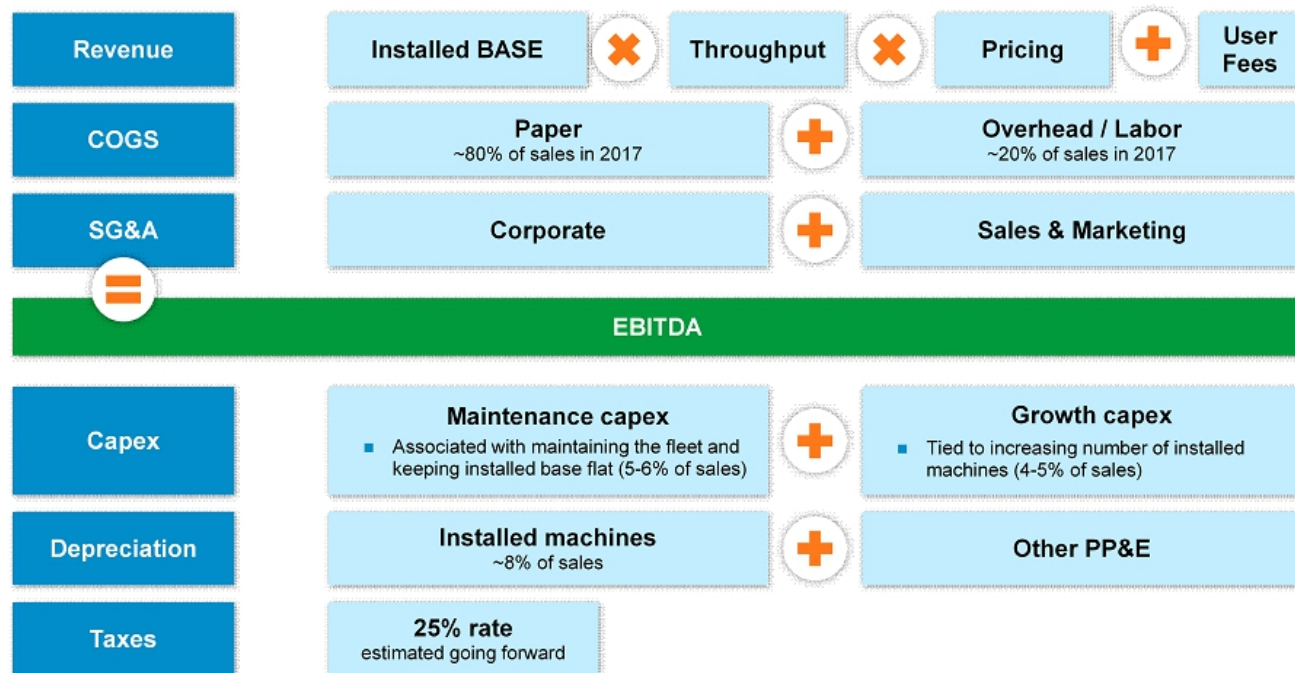 Revenue
Installed BASE
Throughput
Pricing
User
Fees
COGS
Paper
~80% of sales in 2017
Overhead / Labor
~20% of sales in 2017
SG&A
Corporate
Sales & Marketing
EBITDA
Capex
Maintenance capex
Associated with maintaining the fleet and
keeping installed base flat (5-6% of sales)
Growth capex
Tied to increasing number of installed
machines (4-5% of sales)
Depreciation
Installed machines
~8% of sales
Other PP&E
Taxes
25% rate
estimated going forward